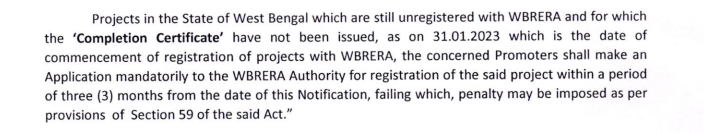 Projects in the State of West Bengal which are still unregistered with WBRERA and for which
the 'Completion Certificate' have not been issued, as on 31.01.2023 which is the date of
commencement of registration of projects with WBRERA, the concerned Promoters shall make an
Application mandatorily to the WBRERA Authority for registration of the said project within a period
of three (3) months from the date of this Notification, failing which, penalty may be imposed as per
provisions of Section 59 of the said Act."